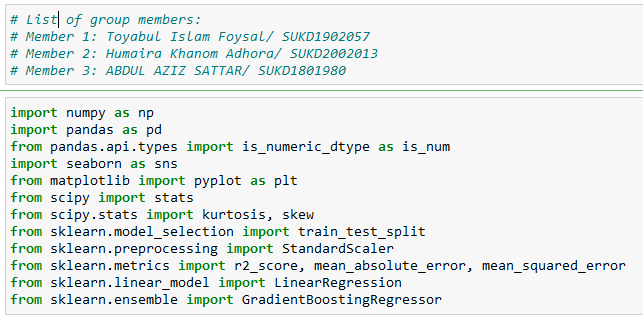 # List of group members:
# Member 1: Toyabul Islam Foysal/ SUKD1902057
# Member 2: Humaira Khanom Adhora/ SUKD2002013
# Member 3: ABDUL AZIZ SATTAR/ SUKD1801980
import numpy as np
import pandas as pd
from pandas.api.types import is_numeric_dtype as is_num
import seaborn as sns
from matplotlib import pyplot as plt
from scipy import stats
from scipy.stats import kurtosis, skew
from sklearn.model_selection import train_test_split
from sklearn.preprocessing import StandardScaler
from sklearn.metrics import r2_score, mean_absolute_error, mean_squared_error
from sklearn.linear_model import LinearRegression
from sklearn.ensemble import GradientBoostingRegressor